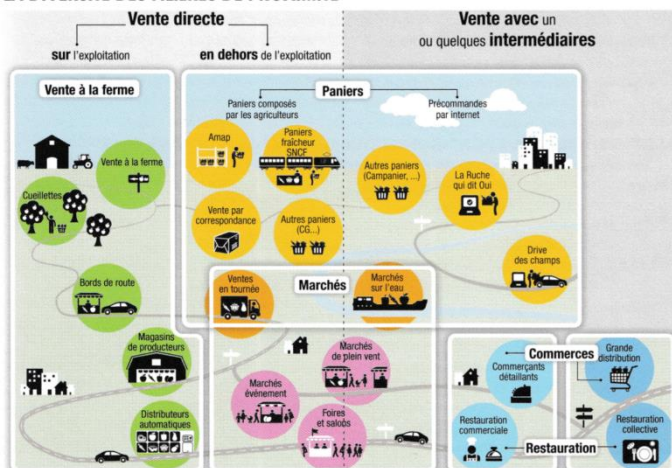 Vente directe
Vente avec un
ou quelques intermédiaires
sur l'exploitation
en dehors de l'exploitation
Vente à la ferme
Paniers
Paniers composés
par les agriculteurs
Précommandes
par internet
Amap
Paniers
fraîcheur
SNCF
Vente à la ferme
Autres paniers
(Campanier, ...)
La Ruche
qui dit Oui
Cueillettes
Vente par
correspondance
Autres paniers
(CG...)
Drive
des champs
Bords de route
Ventes
en tournée
Marchés
Marchés
sur l'eau
Magasins
de producteurs
Marchés
de plein vent
Commerces
Commerçants
détaillants
Grande
distribution
Marchés
événement
Distributeurs
automatiques
Foires
et salons
Restauration
commerciale
Restauration
Restauration
collective